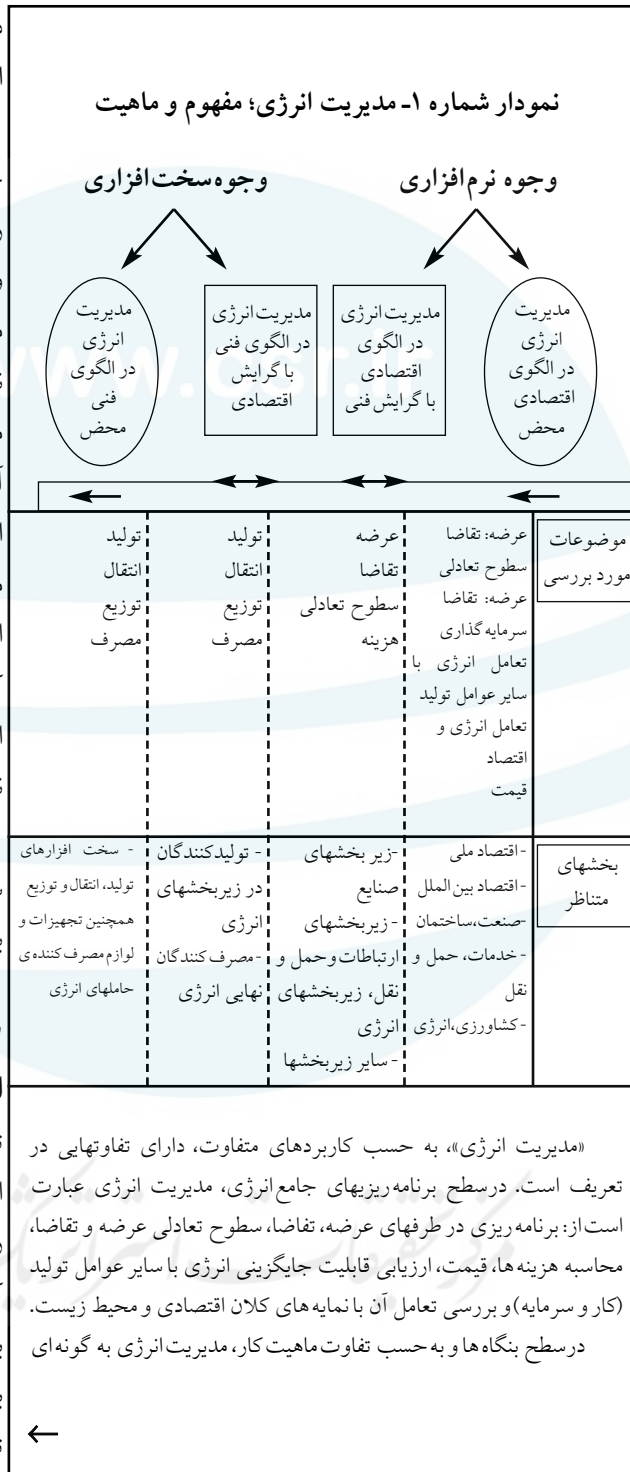 نمودار شماره ۱ـ مدیریت انرژی؛ مفهوم و ماهیت
وجوه نرم‌افزاری
وجوه سخت‌افزاری
مدیریت
انرژی
در الگوی
اقتصادی
محض
مدیریت انرژی
در الگوی
اقتصادی
با گرایش فنی
مدیریت انرژی
در الگوی فنی
با گرایش
اقتصادی
مدیریت
انرژی
در الگوی
فنی
محض
موضوعات
مورد بررسی
عرضه: تقاضا
سطوح تعادلی
عرضه: تقاضا
سرمایه‌گذاری
تعامل انرژی با
سایر عوامل تولید
تعامل انرژی و
اقتصاد
قیمت
عرضه
تقاضا
سطوح تعادلی
هزینه
تولید
انتقال
توزیع
مصرف
تولید
انتقال
توزیع
مصرف
بخشهای
متناظر
-اقتصاد ملی
-اقتصاد بین الملل
-صنعت،ساختمان
-خدمات، حمل و
نقل
-کشاورزی،انرژی
-زیر بخشهای
صنایع
-زیربخشهای
ارتباطات و حمل و
نقل، زیربخشهای
انرژی
-سایر زیربخشها
- تولیدکنندگان
در زیربخشهای
انرژی
-مصرف کنندگان
نهایی انرژی
- سخت افزارهای
تولید، انتقال و توزیع
همچنین تجهیزات و
لوازم مصرف کننده ی
حاملهای انرژی
«مدیریت انرژی»، به حسب کاربردهای متفاوت، دارای تفاوتهایی در
تعریف است. درسطح برنامه‌ریزیهای جامع انرژی، مدیریت انرژی عبارت
است از: برنامه‌ریزی در طرفهای عرضه، تفاضا، سطوح تعادلی عرضه و تقاضا،
محاسبه هزینه‌ها، قیمت، ارزیابی قابلیت جایگزینی انرژی با سایر عوامل تولید
(کار و سرمایه) و بررسی تعامل آن با نمایه های کلان اقتصادی و محیط زیست.
درسطح بنگاه‌ها و به حسب تفاوت ماهیت کار، مدیریت انرژی به گونه‌ای
www.csr.ir